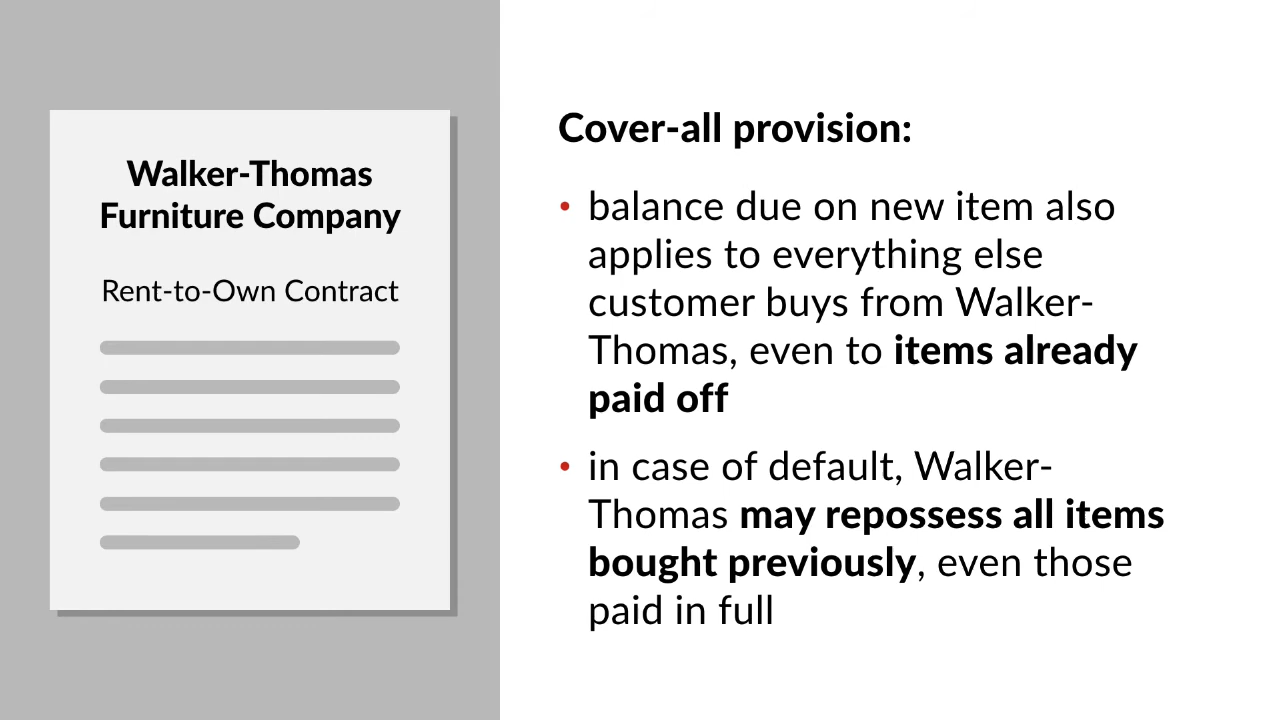 Walker-Thomas
Furniture Company
Rent-to-Own Contract
Cover-all provision:
• balance due on new item also
applies to everything else
customer buys from Walker-
Thomas, even to items already
paid off
• in case of default, Walker-
Thomas may repossess all items
bought previously, even those
paid in full